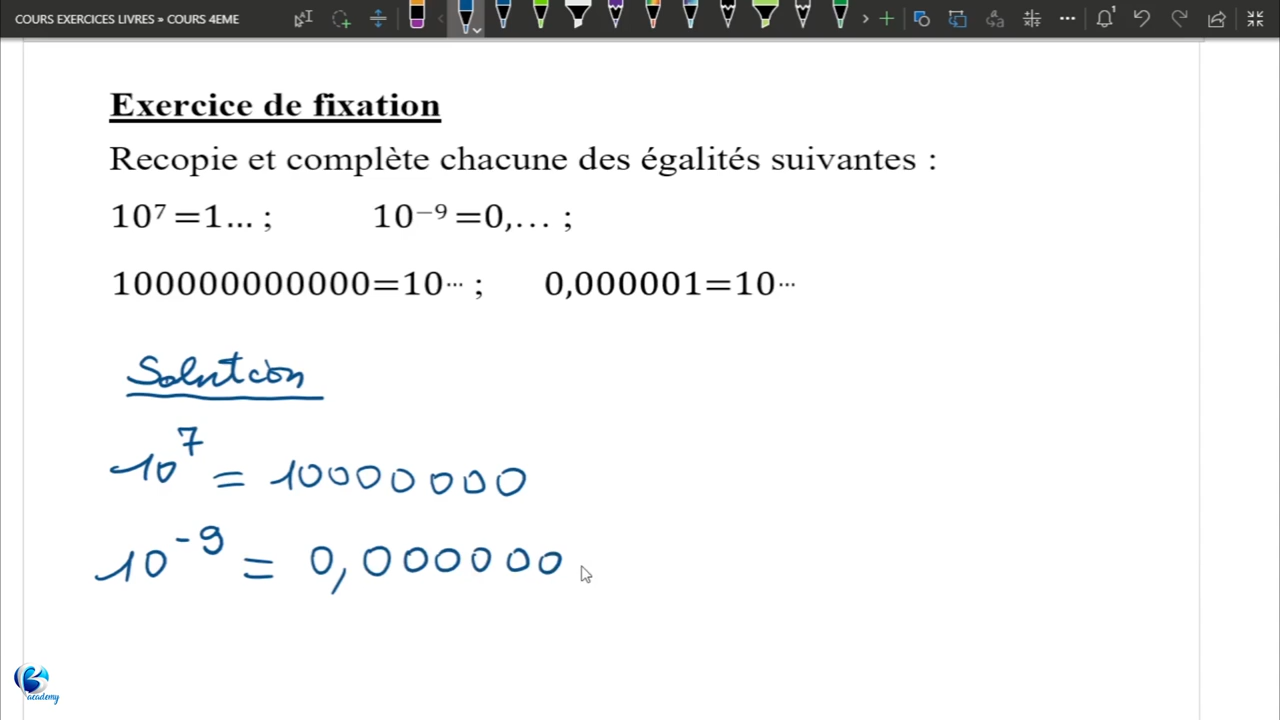 COURS EXERCICES LIVRES » COURS 4EME
Exercice de fixation
Recopie et complète chacune des égalités suivantes :
10⁷ =1... ; 10⁻⁹ =0,... ;
100000000000=10··· ; 0,000001=10···
Solution
10⁷ = 10000000
10⁻⁹ = 0,000000
academy